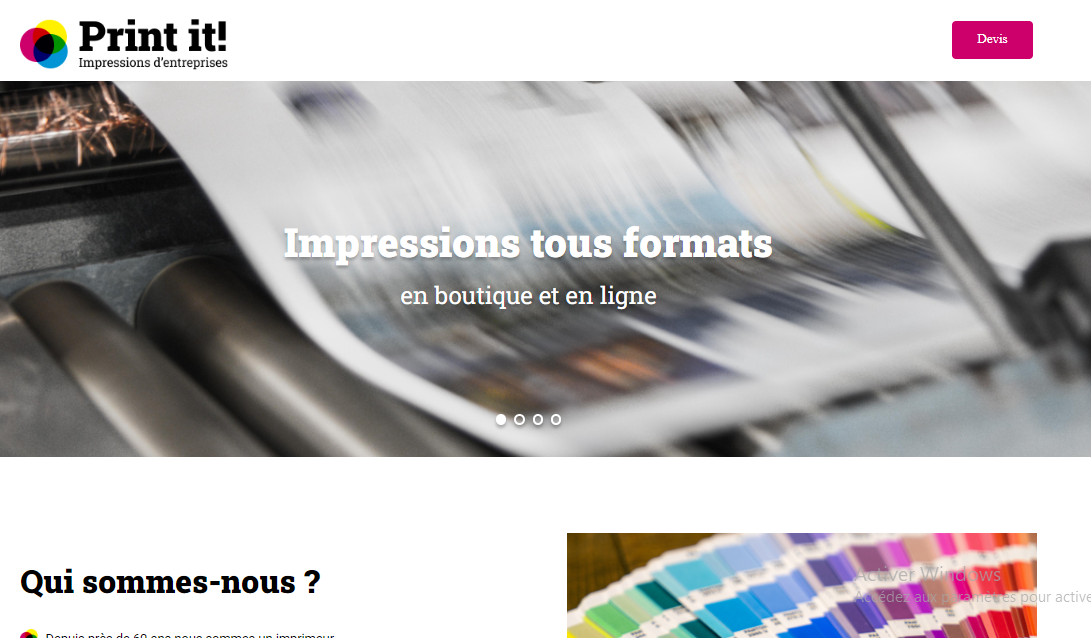 Print it!
Impressions d'entreprises
Devis
Impressions tous formats
en boutique et en ligne
Qui sommes-nous ?
Activer Windows
Accédez aux paramètres pour active
Depuis près de 60 ans nous sommes un imprimeur